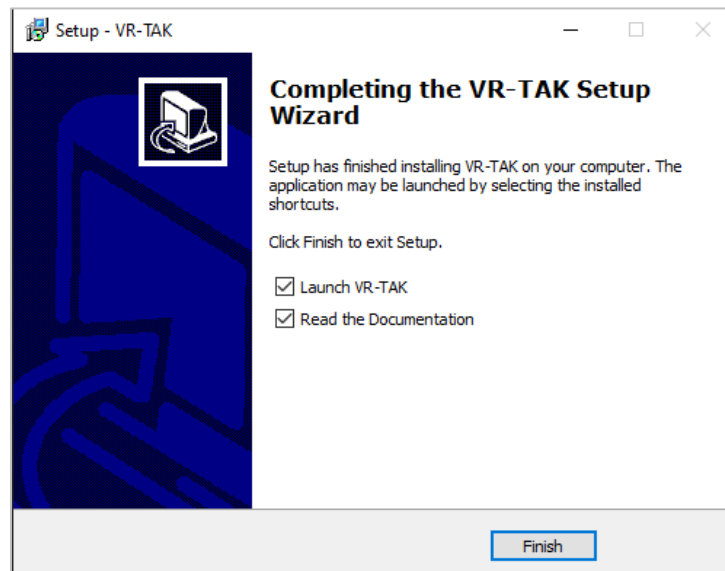 Setup - VR-TAK
Completing the VR-TAK Setup
Wizard
Setup has finished installing VR-TAK on your computer. The
application may be launched by selecting the installed
shortcuts.
Click Finish to exit Setup.
Launch VR-TAK
Read the Documentation
Finish